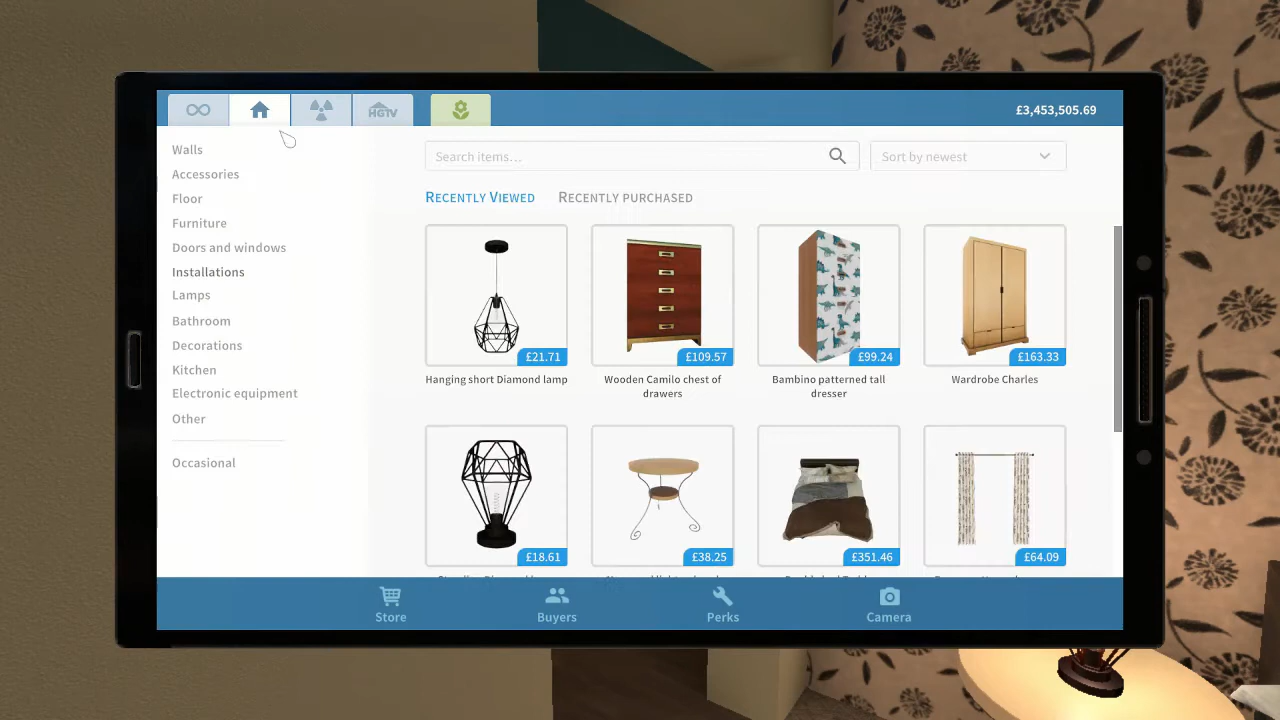 HGTV
£3,453,505.69
Walls
Accessories
Floor
Furniture
Doors and windows
Installations
Lamps
Bathroom
Decorations
Kitchen
Electronic equipment
Other
Occasional
Search items...
Sort by newest
RECENTLY VIEWED
RECENTLY PURCHASED
£21.71
Hanging short Diamond lamp
£109.57
Wooden Camilo chest of
drawers
£99.24
Bambino patterned tall
dresser
£163.33
Wardrobe Charles
£18.61
£38.25
£351.46
£64.09
Store
Buyers
Perks
Camera